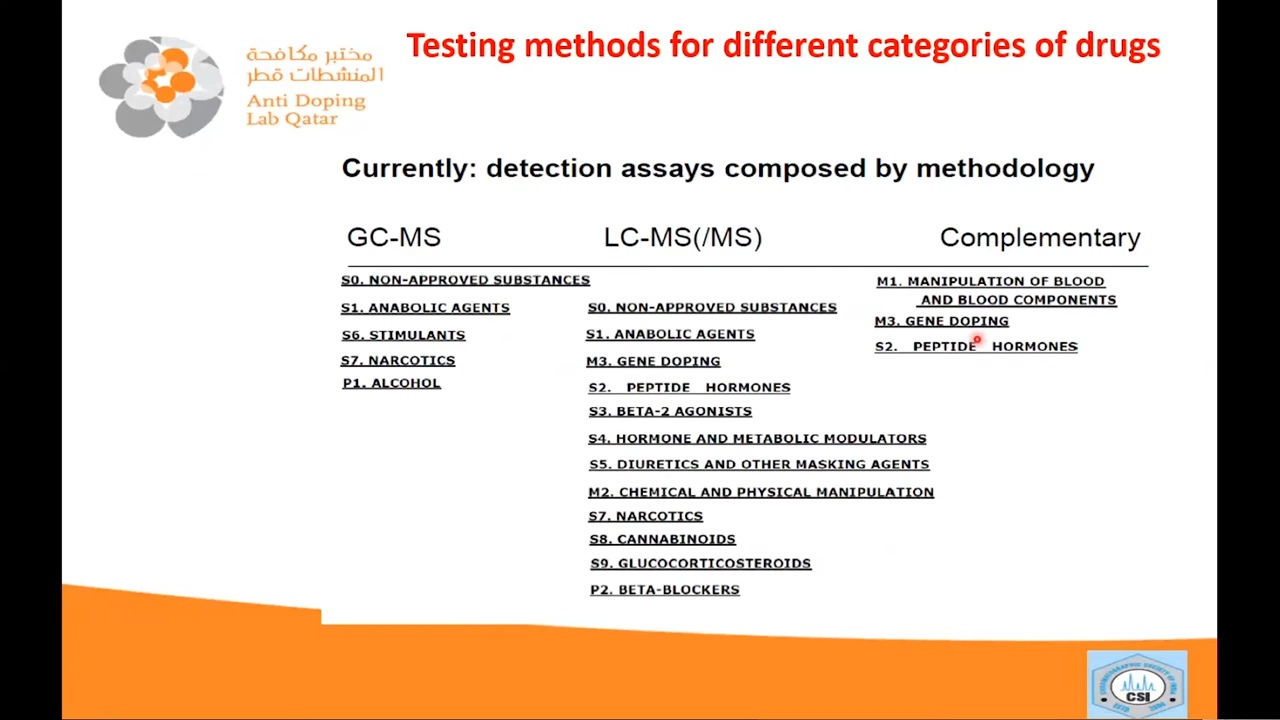 Testing methods for different categories of drugs
مختبر مكافحة
المنشطات قطر
Anti Doping
Lab Qatar
Currently: detection assays composed by methodology
GC-MS
S0. NON-APPROVED SUBSTANCES
S1. ANABOLIC AGENTS
S6. STIMULANTS
S7. NARCOTICS
P1. ALCOHOL
LC-MS(/MS)
S0. NON-APPROVED SUBSTANCES
S1. ANABOLIC AGENTS
M3. GENE DOPING
S2. PEPTIDE HORMONES
S3. BETA-2 AGONISTS
S4. HORMONE AND METABOLIC MODULATORS
S5. DIURETICS AND OTHER MASKING AGENTS
M2. CHEMICAL AND PHYSICAL MANIPULATION
S7. NARCOTICS
S8. CANNABINOIDS
S9. GLUCOCORTICOSTEROIDS
P2. BETA-BLOCKERS
Complementary
M1. MANIPULATION OF BLOOD
AND BLOOD COMPONENTS
M3. GENE DOPING
S2. PEPTIDE HORMONES
CSI